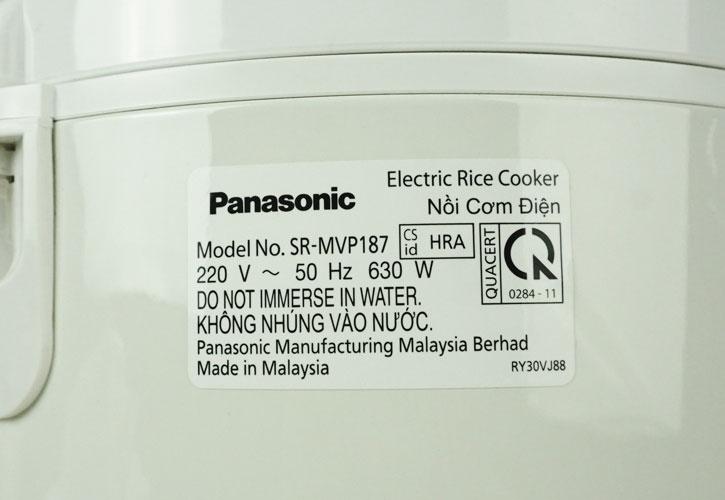 Panasonic
Electric Rice Cooker
Nồi Cơm Điện
Model No. SR-MVP187
CS id HRA
220 V ~ 50 Hz 630 W
DO NOT IMMERSE IN WATER.
KHÔNG NHÚNG VÀO NƯỚC.
Panasonic Manufacturing Malaysia Berhad
Made in Malaysia
QUACERT
0284 - 11
RY30VJ88